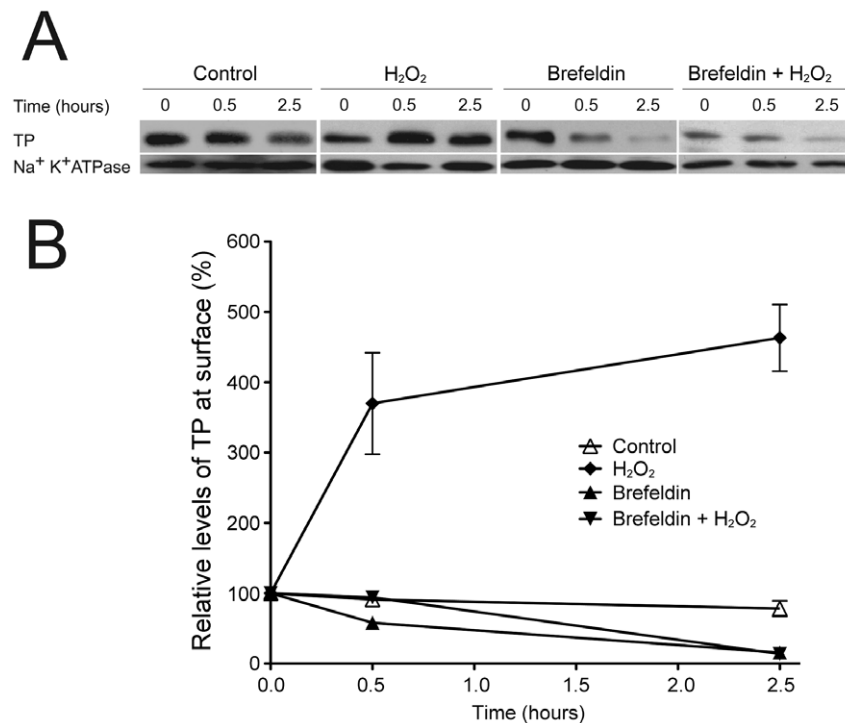 A
Control H₂O₂ Brefeldin Brefeldin + H₂O₂
Time (hours) 0 0.5 2.5 0 0.5 2.5 0 0.5 2.5 0 0.5 2.5
TP
Na⁺ K⁺ATPase
B
Relative levels of TP at surface (%)
600
500
400
300
200
100
0
Control
H₂O₂
Brefeldin
Brefeldin + H₂O₂
0.0 0.5 1.0 1.5 2.0 2.5
Time (hours)